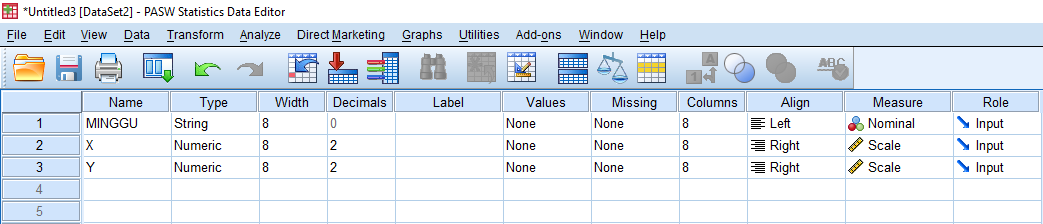 *Untitled3 [DataSet2] - PASW Statistics Data Editor
File Edit View Data Transform Analyze Direct Marketing Graphs Utilities Add-ons Window Help
A
1
ABC
Name Type Width Decimals Label Values Missing Columns Align Measure Role
1 MINGGU String 8 0 None None 8 Left Nominal Input
2 X Numeric 8 2 None None 8 Right Scale Input
3 Y Numeric 8 2 None None 8 Right Scale Input
4
5